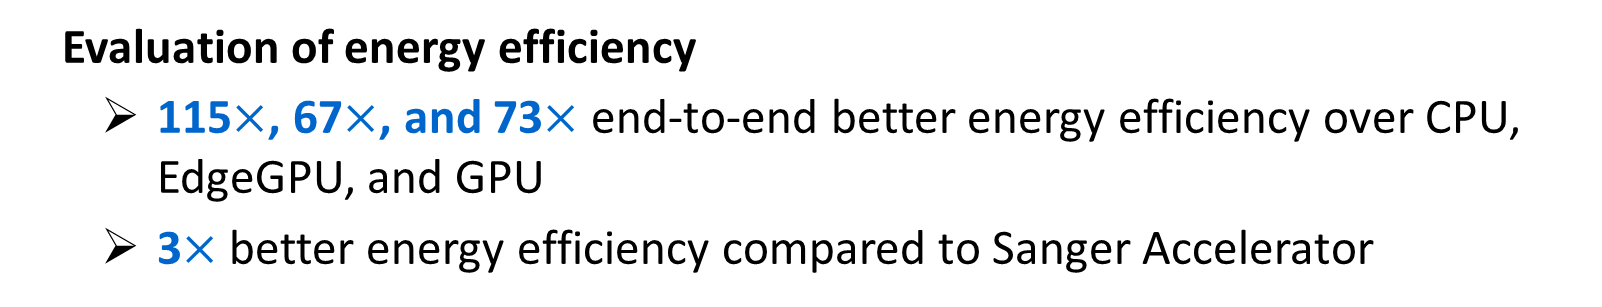 Evaluation of energy efficiency
➢ 115×, 67×, and 73× end-to-end better energy efficiency over CPU,
EdgeGPU, and GPU
➢ 3× better energy efficiency compared to Sanger Accelerator